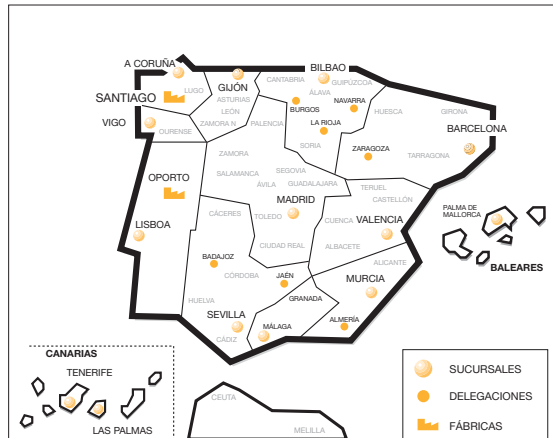 A CORUÑA
SANTIAGO
LUGO
GIJÓN
ASTURIAS
LEÓN
ZAMORA N
PALENCIA
CANTABRIA
BILBAO
GUIPÚZCOA
ÁLAVA
BURGOS
NAVARRA
LA RIOJA
HUESCA
GIRONA
BARCELONA
VIGO
OURENSE
SORIA
ZARAGOZA
TARRAGONA
ZAMORA
SEGOVIA
SALAMANCA
ÁVILA
GUADALAJARA
TERUEL
CASTELLÓN
OPORTO
MADRID
CÁCERES
TOLEDO
CUENCA
VALENCIA
PALMA DE
MALLORCA
LISBOA
CIUDAD REAL
ALBACETE
BALEARES
BADAJOZ
CÓRDOBA
JAÉN
ALICANTE
MURCIA
HUELVA
GRANADA
SEVILLA
MÁLAGA
ALMERÍA
CÁDIZ
CANARIAS
TENERIFE
LAS PALMAS
CEUTA
MELILLA
SUCURSALES
DELEGACIONES
FÁBRICAS